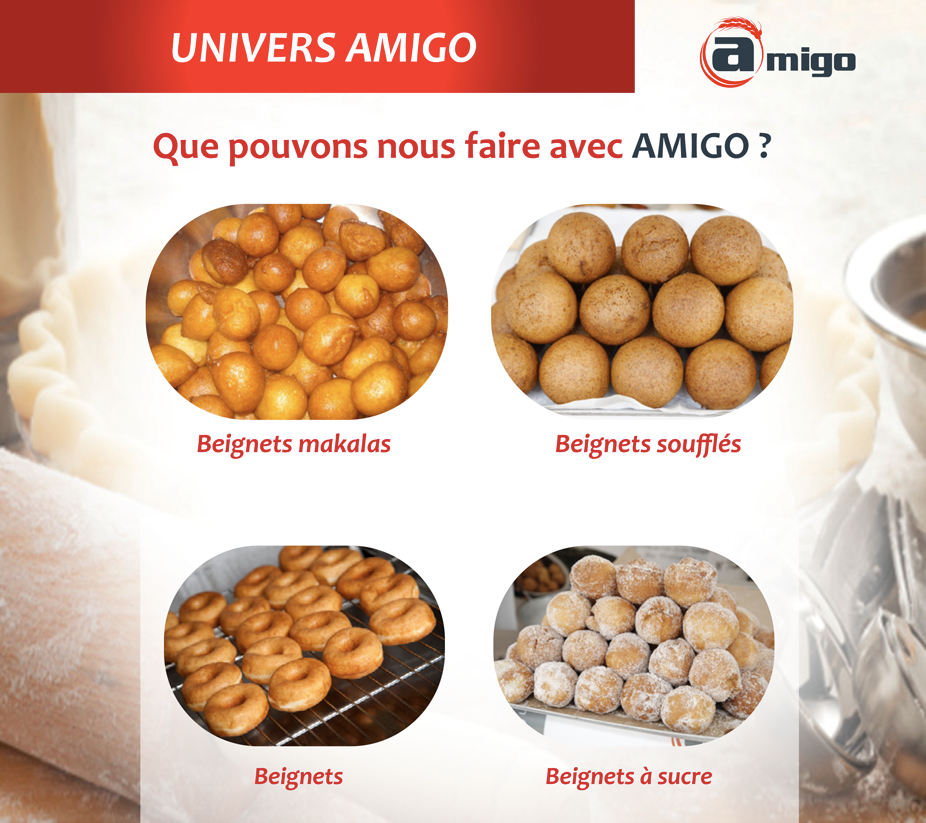 UNIVERS AMIGO
amigo
Que pouvons nous faire avec AMIGO ?
Beignets makalas
Beignets soufflés
Beignets
Beignets à sucre